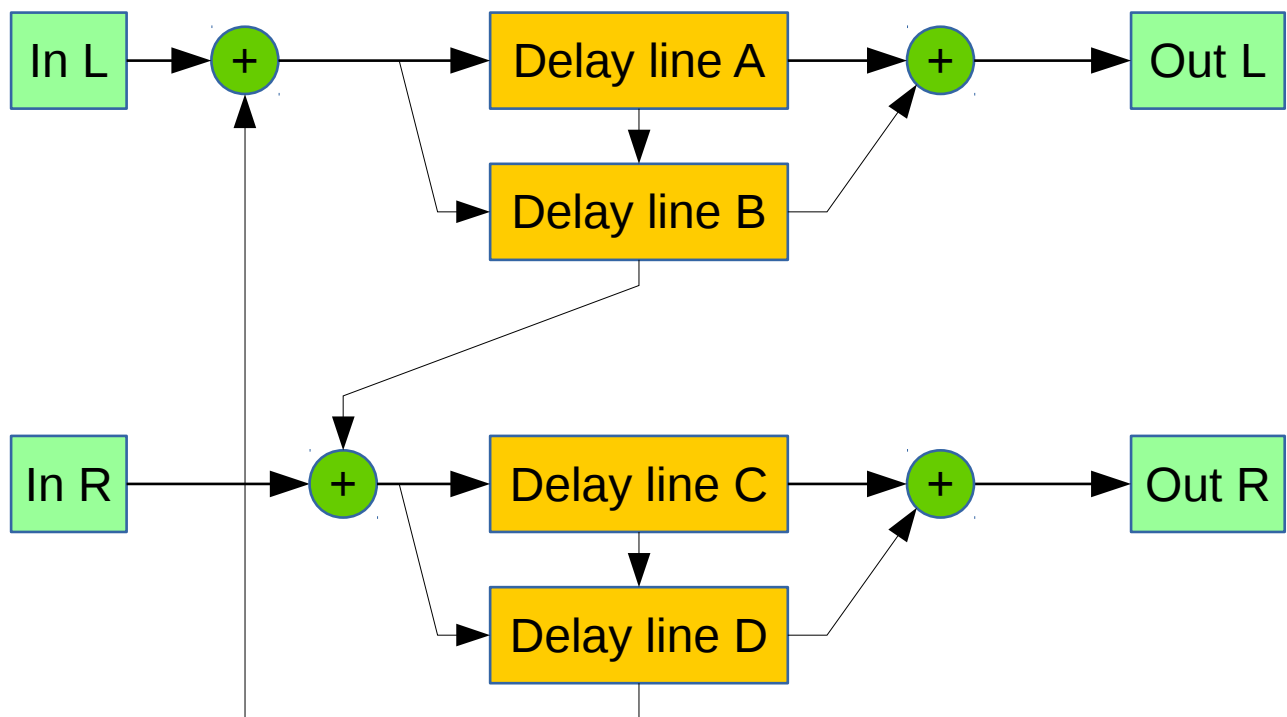 In L
+
Delay line A
+
Out L
Delay line B
In R
+
Delay line C
+
Out R
Delay line D